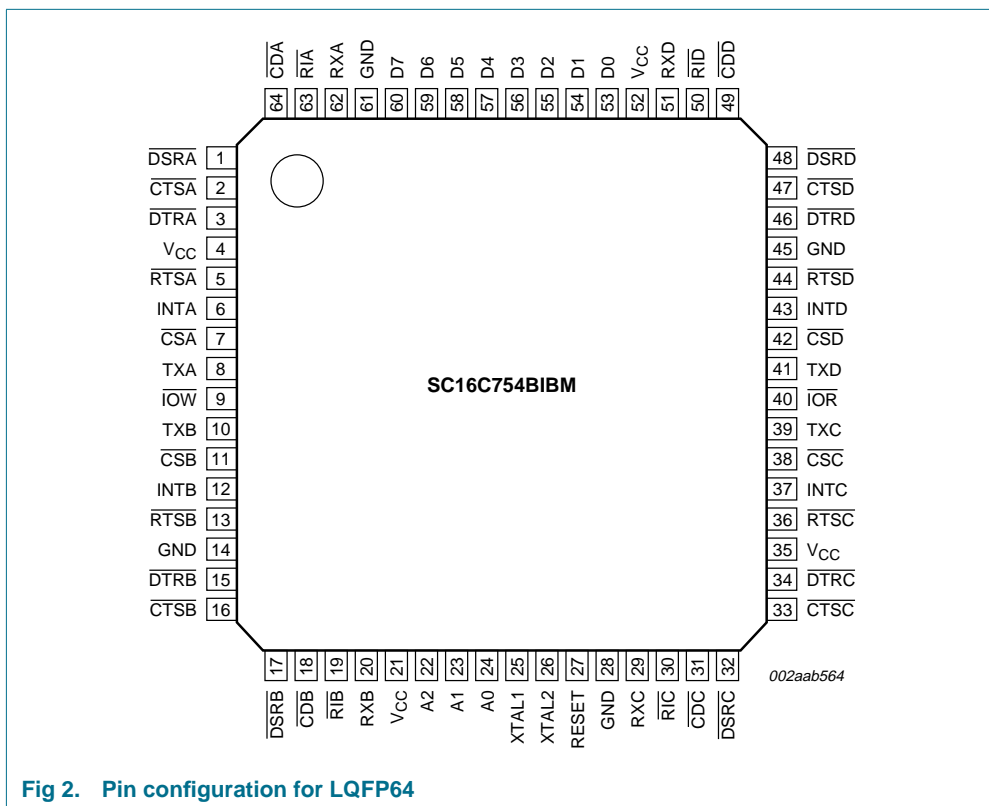 CDA RIA RXA GND D7 D6 D5 D4 D3 D2 D1 D0 VCC RXD RID CDD
64 63 62 61 60 59 58 57 56 55 54 53 52 51 50 49
DSRA 1 48 DSRD
CTSA 2 47 CTSD
DTRA 3 46 DTRD
VCC 4 45 GND
RTSA 5 44 RTSD
INTA 6 43 INTD
CSA 7 42 CSD
TXA 8 41 TXD
SC16C754BIBM
IOW 9 40 IOR
TXB 10 39 TXC
CSB 11 38 CSC
INTB 12 37 INTC
RTSB 13 36 RTSC
GND 14 35 VCC
DTRB 15 34 DTRC
CTSB 16 33 CTSC
17 18 19 20 21 22 23 24 25 26 27 28 29 30 31 32
DSRB CDB RIB RXB VCC A2 A1 A0 XTAL1 XTAL2 RESET GND RXC RIC CDC DSRC
002aab564
Fig 2. Pin configuration for LQFP64